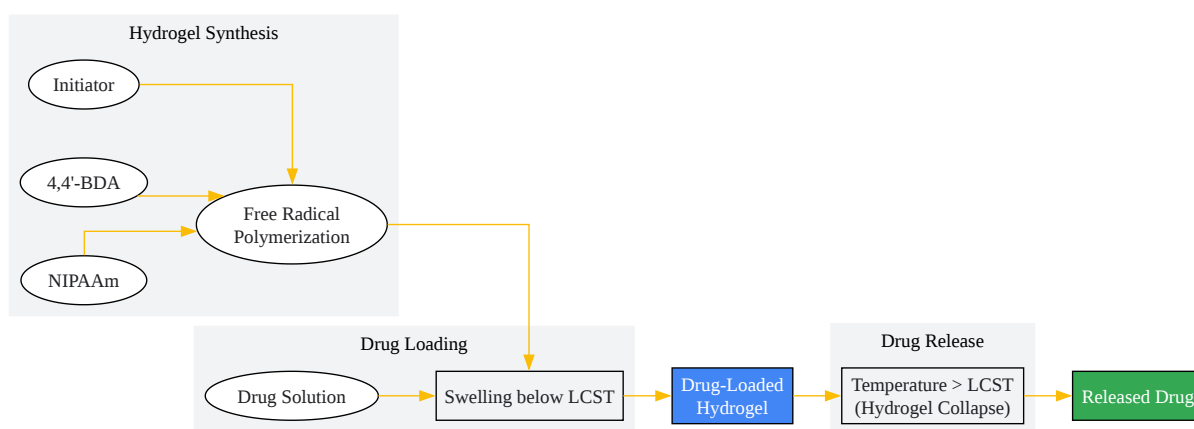 Hydrogel Synthesis
Initiator
4,4'-BDA
Free Radical
Polymerization
NIPAAm
Drug Loading
Drug Solution
Swelling below LCST
Drug-Loaded
Hydrogel
Drug Release
Temperature > LCST
(Hydrogel Collapse)
Released Drug